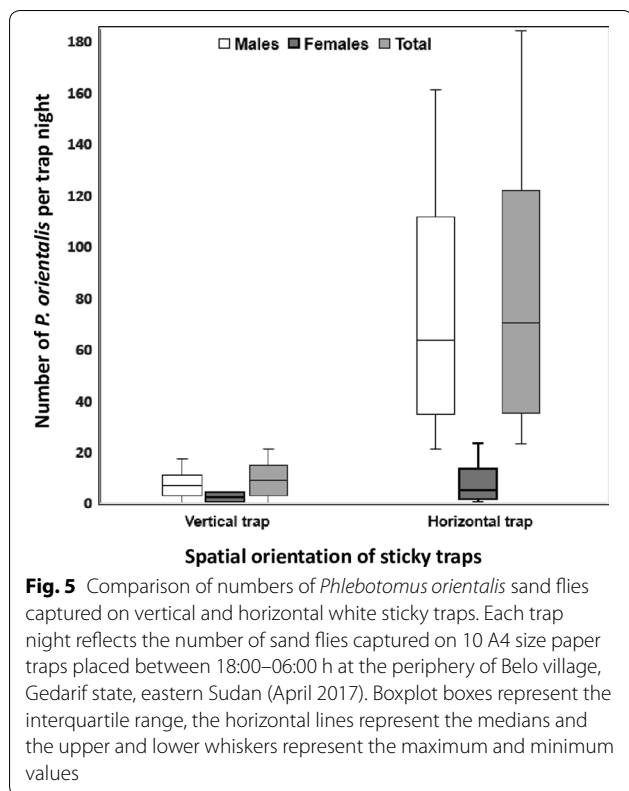 Males Females Total
180
160
140
120
100
80
60
40
20
0
Number of P. orientalis per trap night
Vertical trap Horizontal trap
Spatial orientation of sticky traps
Fig. 5 Comparison of numbers of Phlebotomus orientalis sand flies
captured on vertical and horizontal white sticky traps. Each trap
night reflects the number of sand flies captured on 10 A4 size paper
traps placed between 18:00–06:00 h at the periphery of Belo village,
Gedarif state, eastern Sudan (April 2017). Boxplot boxes represent the
interquartile range, the horizontal lines represent the medians and
the upper and lower whiskers represent the maximum and minimum
values